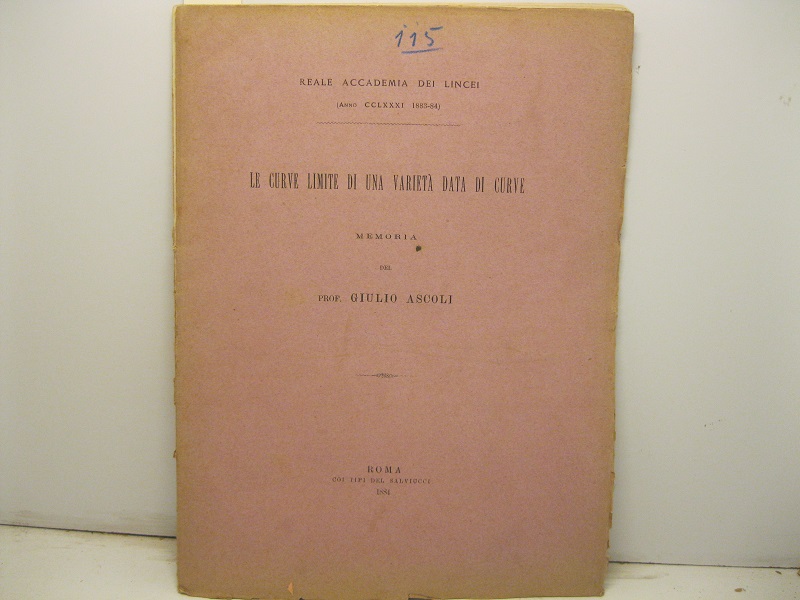 115
REALE ACCADEMIA DEI LINCEI
(ANNO CCLXXXI 1883-84)
LE CURVE LIMITE DI UNA VARIETÀ DATA DI CURVE
MEMORIA
DEL
PROF. GIULIO ASCOLI
ROMA
COI TIPI DEL SALVIUCCI
1884